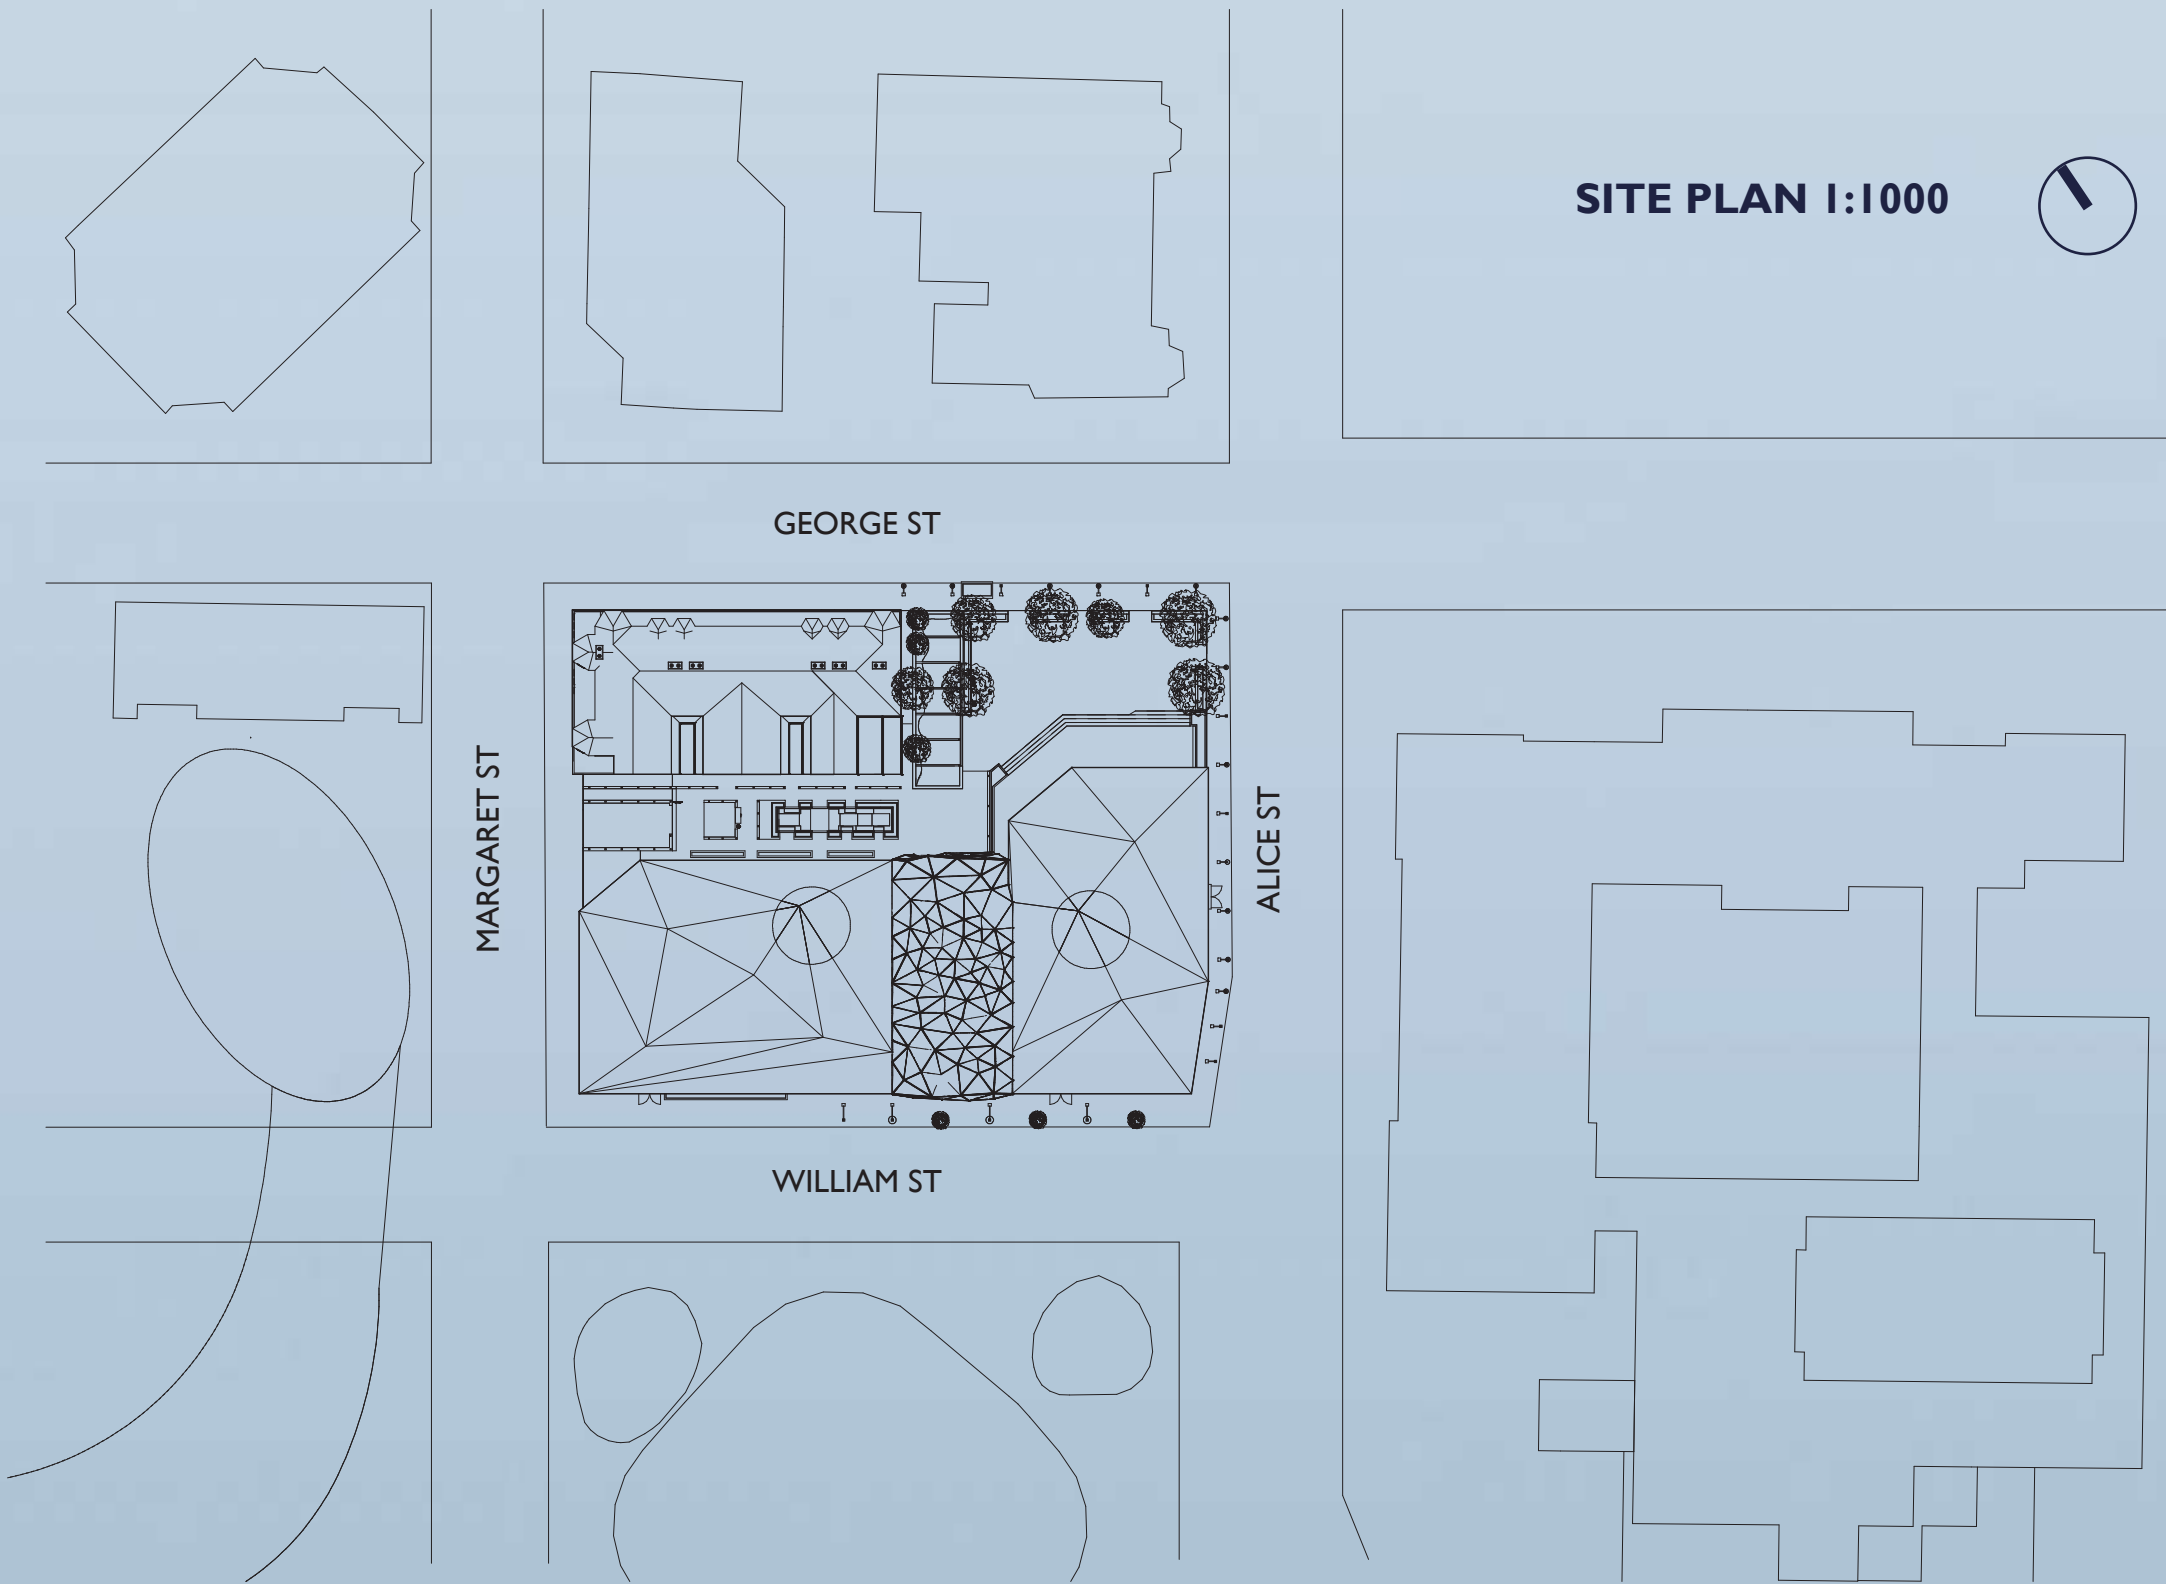 SITE PLAN 1:1000
GEORGE ST
MARGARET ST
ALICE ST
WILLIAM ST